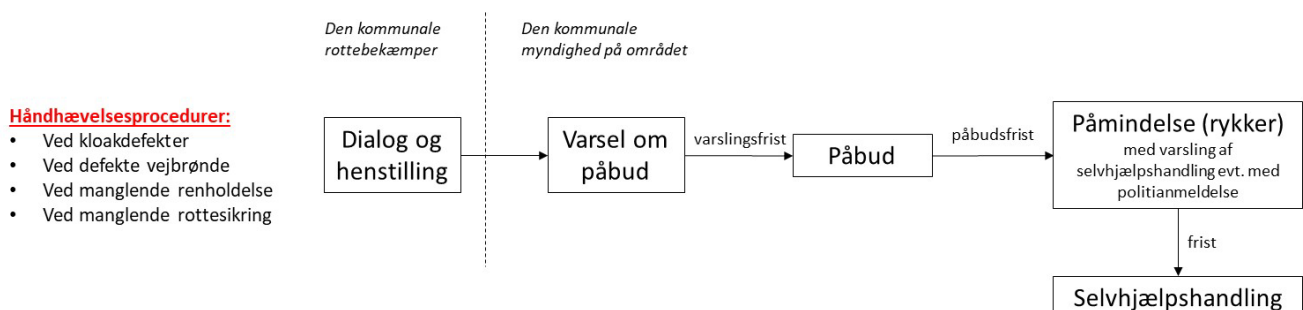 Den kommunale
rottebekæmper
Den kommunale
myndighed på området
Håndhævelsesprocedurer:
• Ved kloakdefekter
• Ved defekte vejbrønde
• Ved manglende renholdelse
• Ved manglende rottesikring
Dialog og
henstilling
Varsel om
påbud
varslingsfrist
Påbud
påbudsfrist
Påmindelse (rykker)
med varsling af
selvhjælpshandling evt. med
politianmeldelse
frist
Selvhjælpshandling